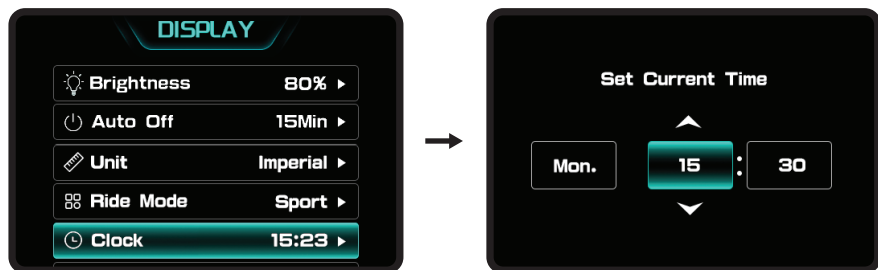 DISPLAY
Brightness 80%
Auto Off 15Min
Unit Imperial
Ride Mode Sport
Clock 15:23
Set Current Time
Mon. 15 : 30